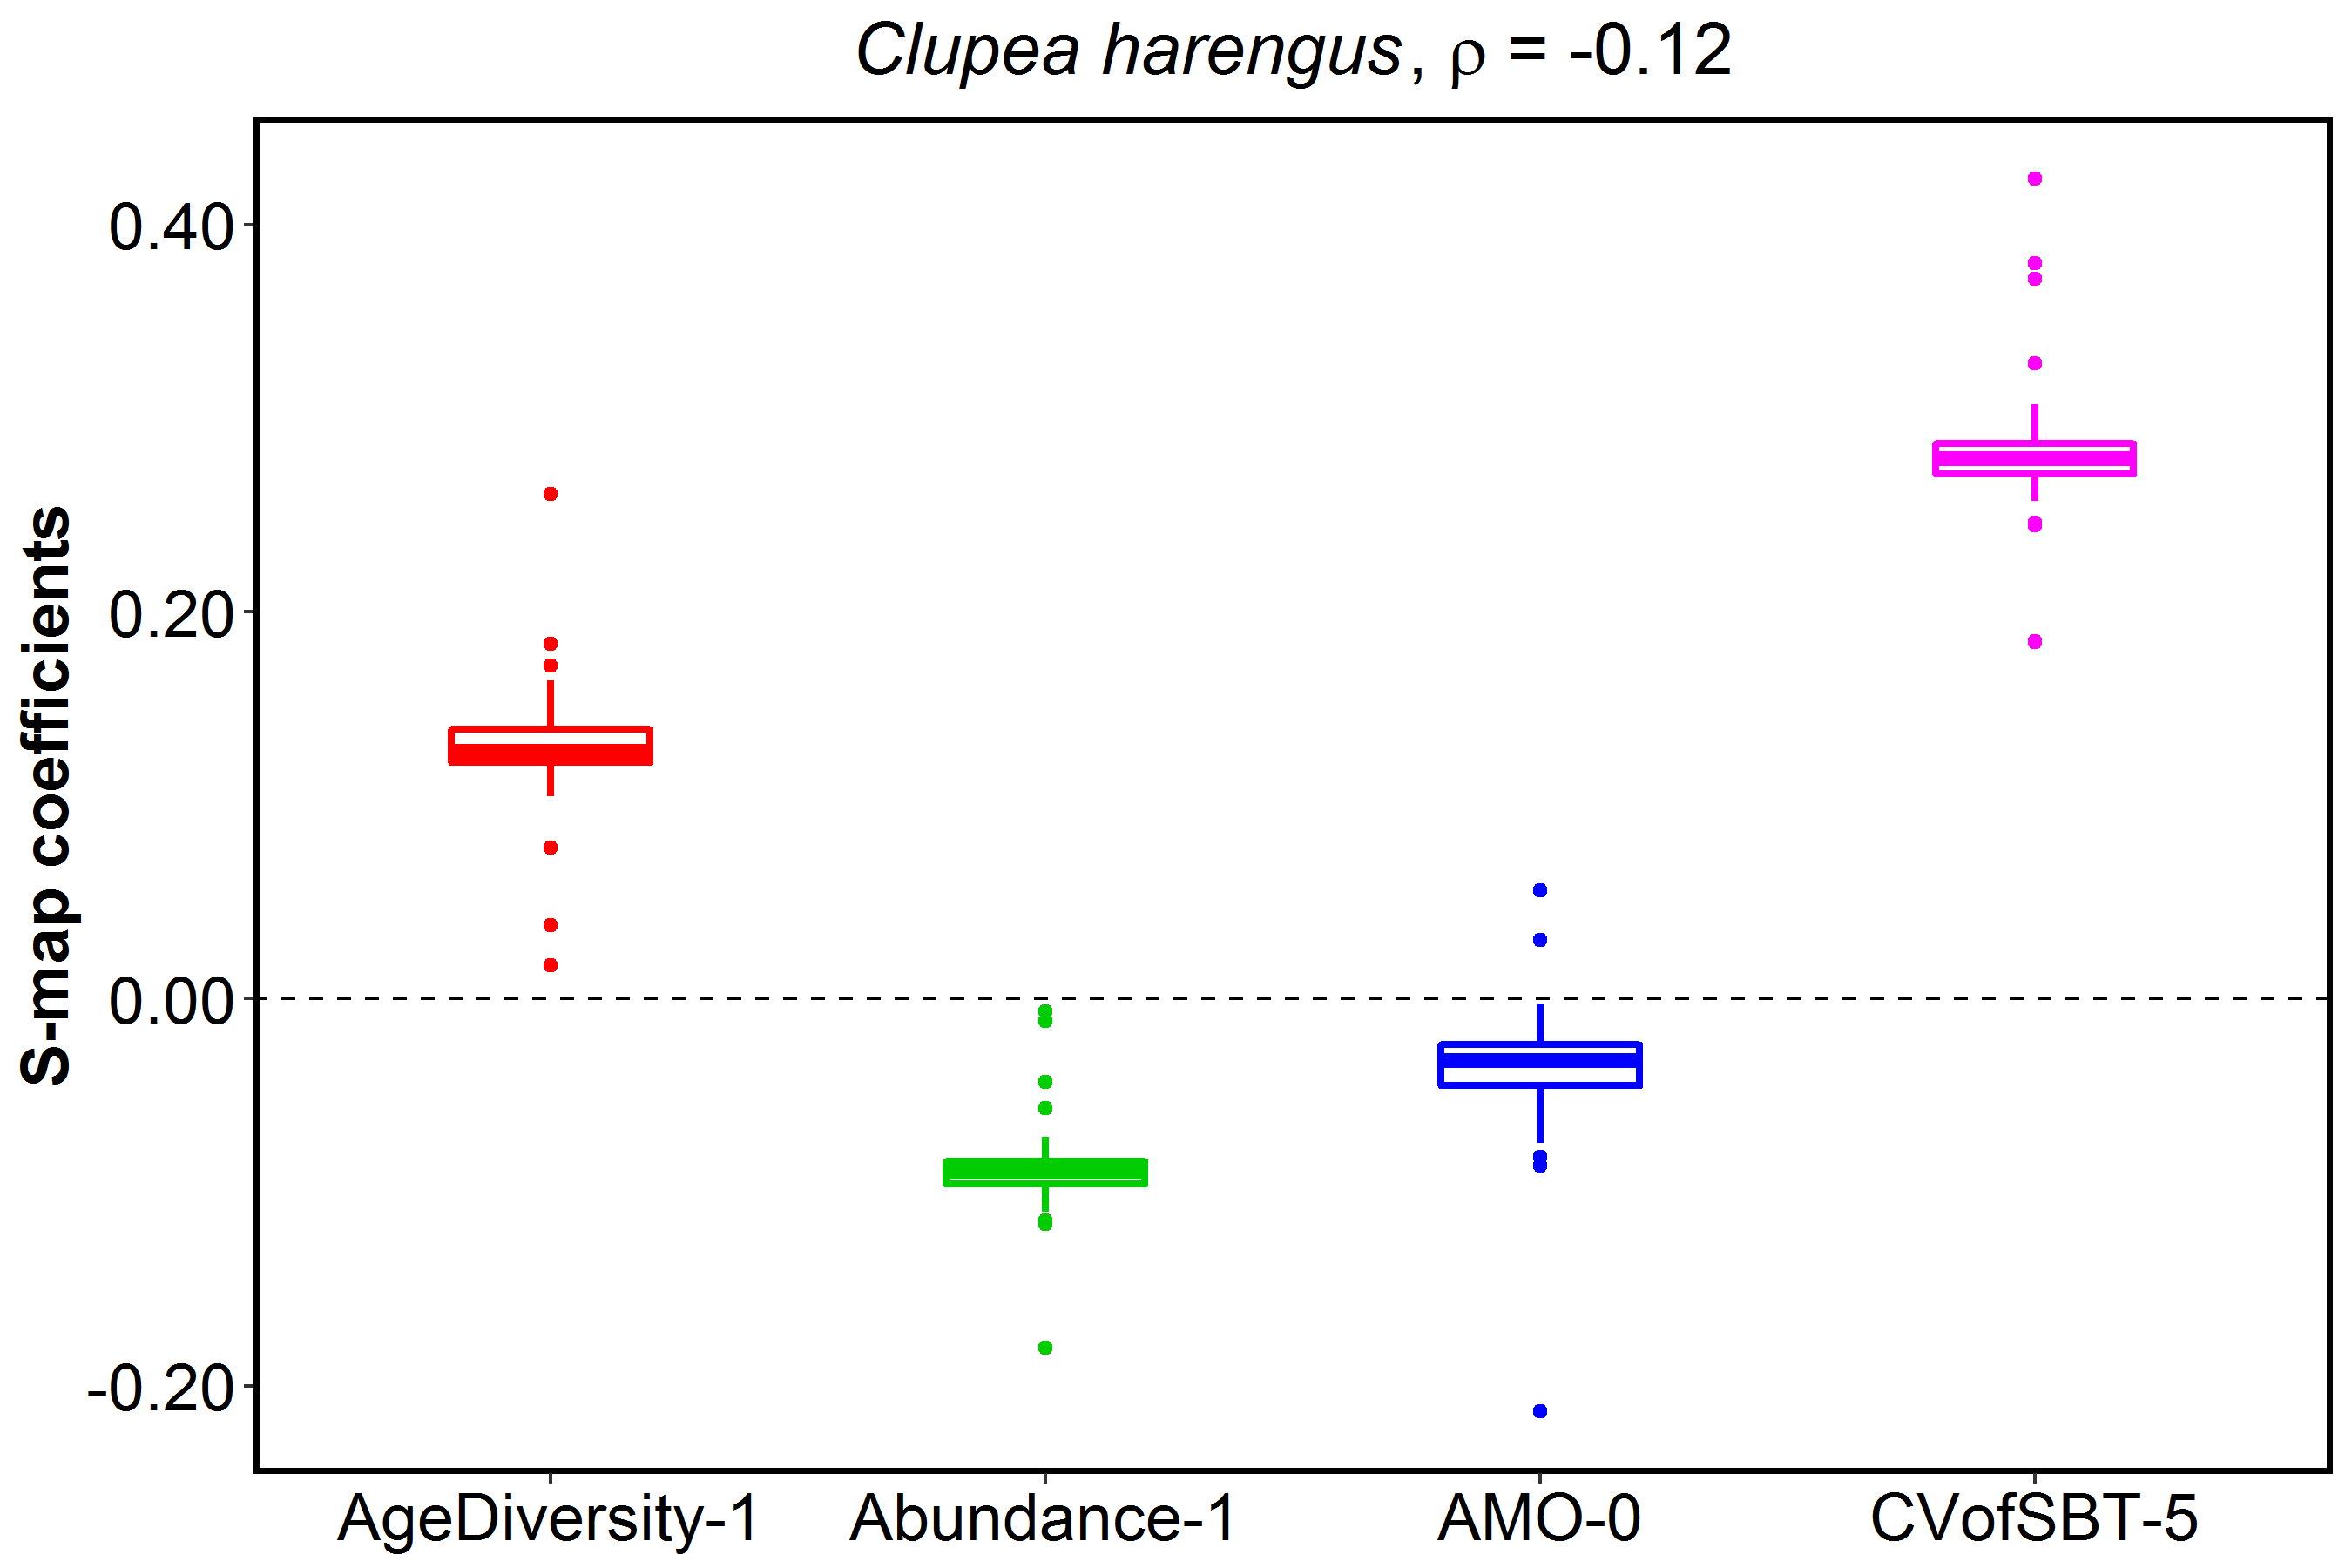 Clupea harengus, ρ = -0.12
S-map coefficients
0.40
0.20
0.00
-0.20
AgeDiversity-1
Abundance-1
AMO-0
CVofSBT-5